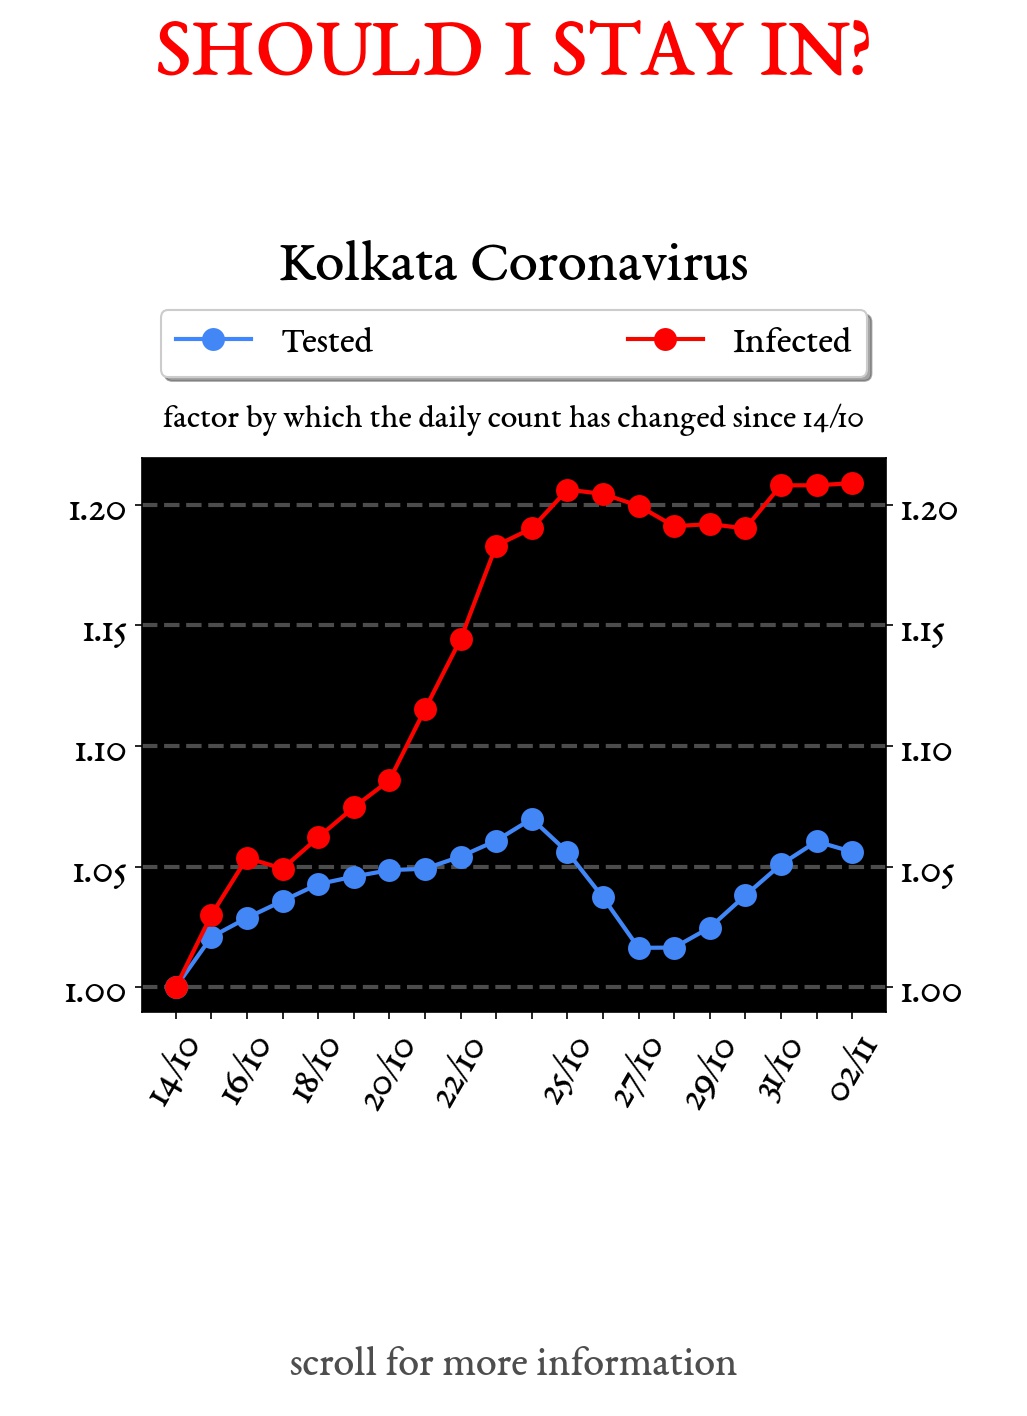 SHOULD I STAY IN?
Kolkata Coronavirus
Tested Infected
factor by which the daily count has changed since 14/10
1.20 1.20
1.15 1.15
1.10 1.10
1.05 1.05
1.00 1.00
14/10 16/10 18/10 20/10 22/10 25/10 27/10 29/10 31/10 02/11
scroll for more information